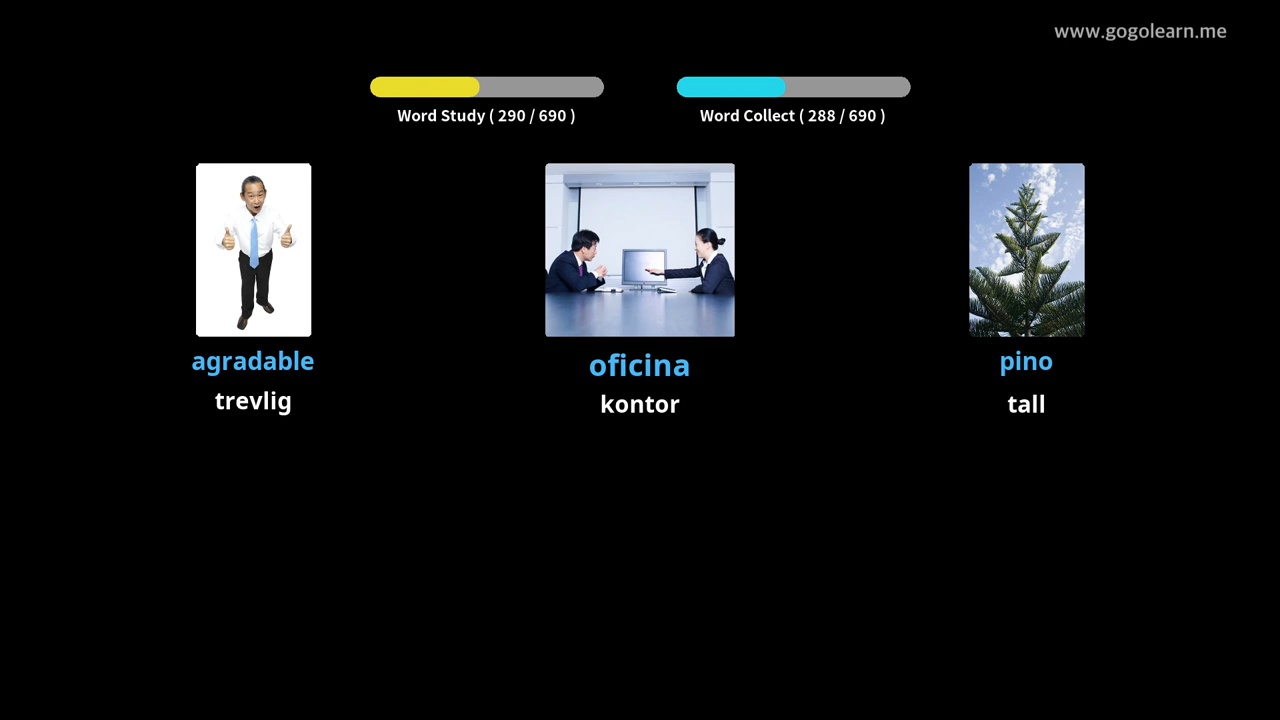 www.gogolearn.me
Word Study ( 290 / 690 )
Word Collect ( 288 / 690 )
agradable
trevlig
oficina
kontor
pino
tall